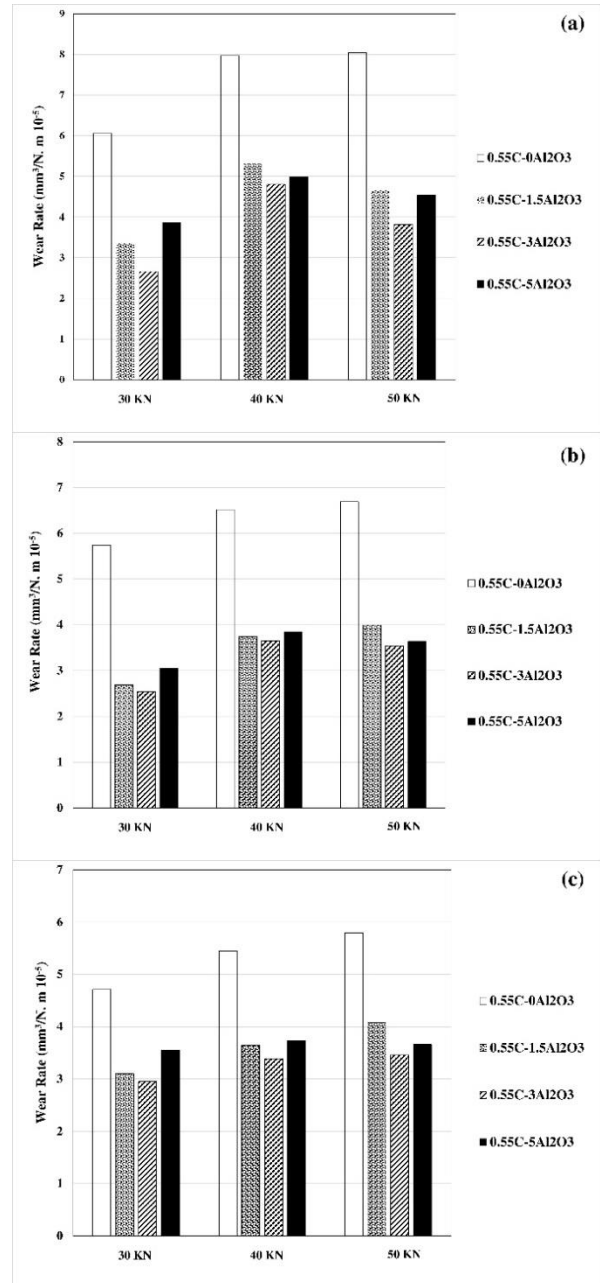 (a)
Wear Rate (mm³/N. m 10⁻⁵)
9
8
7
6
5
4
3
2
1
0
30 KN
40 KN
50 KN
0.55C-0Al2O3
0.55C-1.5Al2O3
0.55C-3Al2O3
0.55C-5Al2O3
(b)
Wear Rate (mm³/N. m 10⁻⁵)
8
7
6
5
4
3
2
1
0
30 KN
40 KN
50 KN
0.55C-0Al2O3
0.55C-1.5Al2O3
0.55C-3Al2O3
0.55C-5Al2O3
(c)
Wear Rate (mm³/N. m 10⁻⁵)
7
6
5
4
3
2
1
0
30 KN
40 KN
50 KN
0.55C-0Al2O3
0.55C-1.5Al2O3
0.55C-3Al2O3
0.55C-5Al2O3